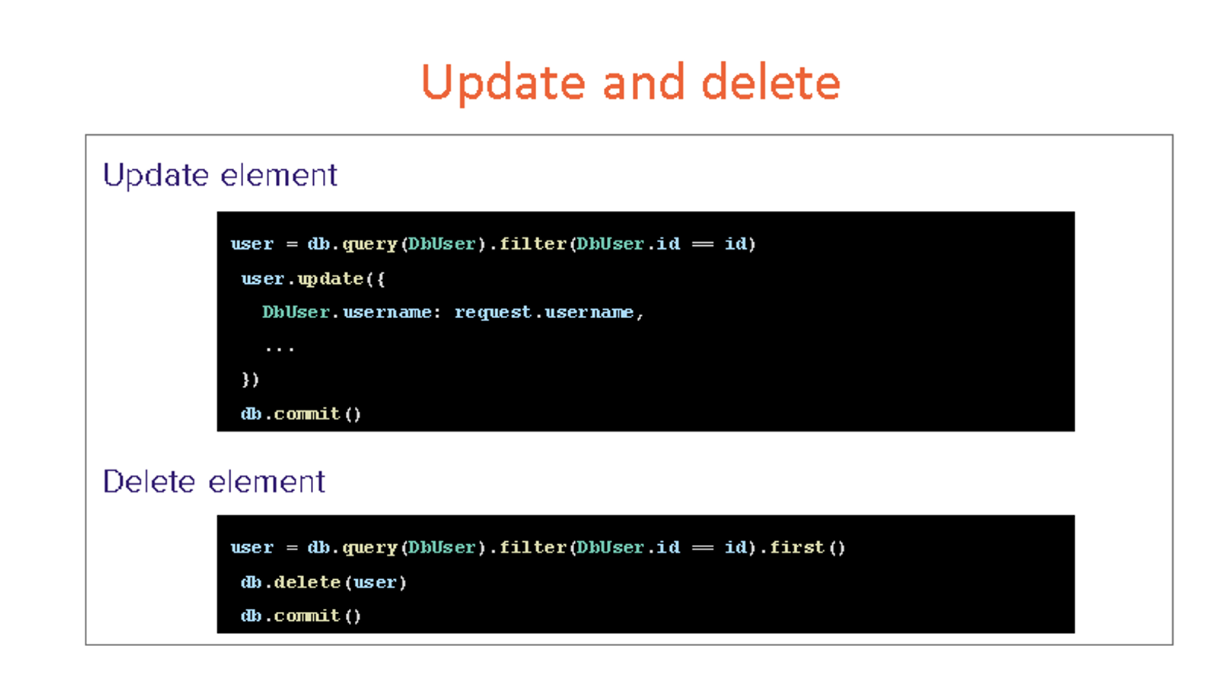 Update and delete
Update element
user = db.query(DbUser).filter(DbUser.id == id)
user.update({
DbUser.username: request.username,
...
})
db.commit()
Delete element
user = db.query(DbUser).filter(DbUser.id == id).first()
db.delete(user)
db.commit()